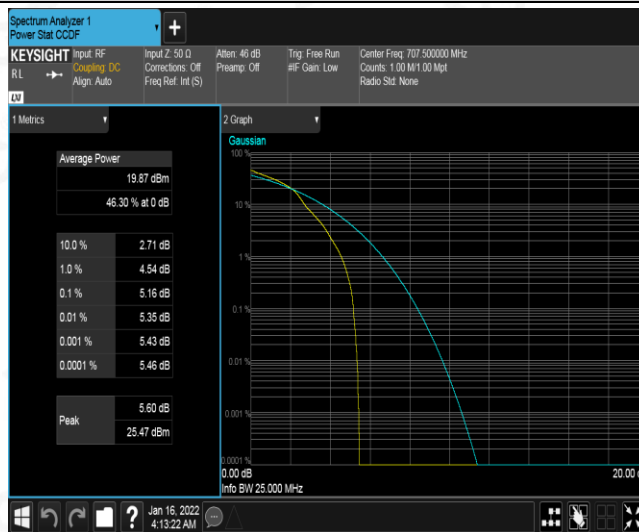 Spectrum Analyzer 1
Power Stat CCDF
+
KEYSIGHT
RL
LXI
Input: RF
Coupling: DC
Align: Auto
Input Z: 50 Ω
Corrections: Off
Freq Ref: Int (S)
Atten: 46 dB
Preamp: Off
Trig: Free Run
#IF Gain: Low
Center Freq: 707.500000 MHz
Counts: 1.00 M/1.00 Mpt
Radio Std: None
1 Metrics
Average Power
19.87 dBm
46.30 % at 0 dB
10.0 % 2.71 dB
1.0 % 4.54 dB
0.1 % 5.16 dB
0.01 % 5.35 dB
0.001 % 5.43 dB
0.0001 % 5.46 dB
Peak
5.60 dB
25.47 dBm
2 Graph
Gaussian
100 %
10 %
1 %
0.1 %
0.01 %
0.001 %
0.0001 %
0.00 dB
20.00
Info BW 25.000 MHz
?
Jan 16, 2022
4:13:22 AM